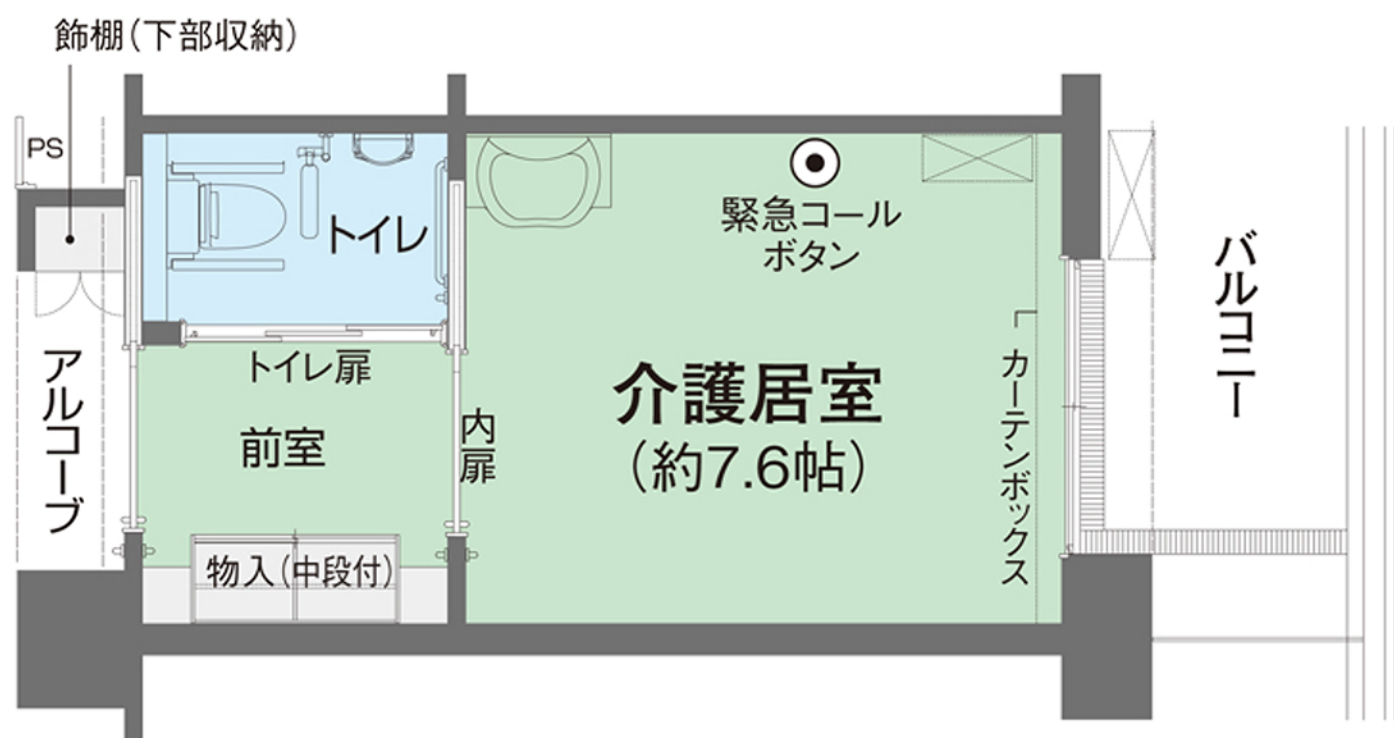 飾棚（下部収納）
PS
トイレ
緊急コール
ボタン
バルコニー
アルコーブ
トイレ扉
前室
内扉
介護居室
（約7.6帖）
カーテンボックス
物入（中段付）